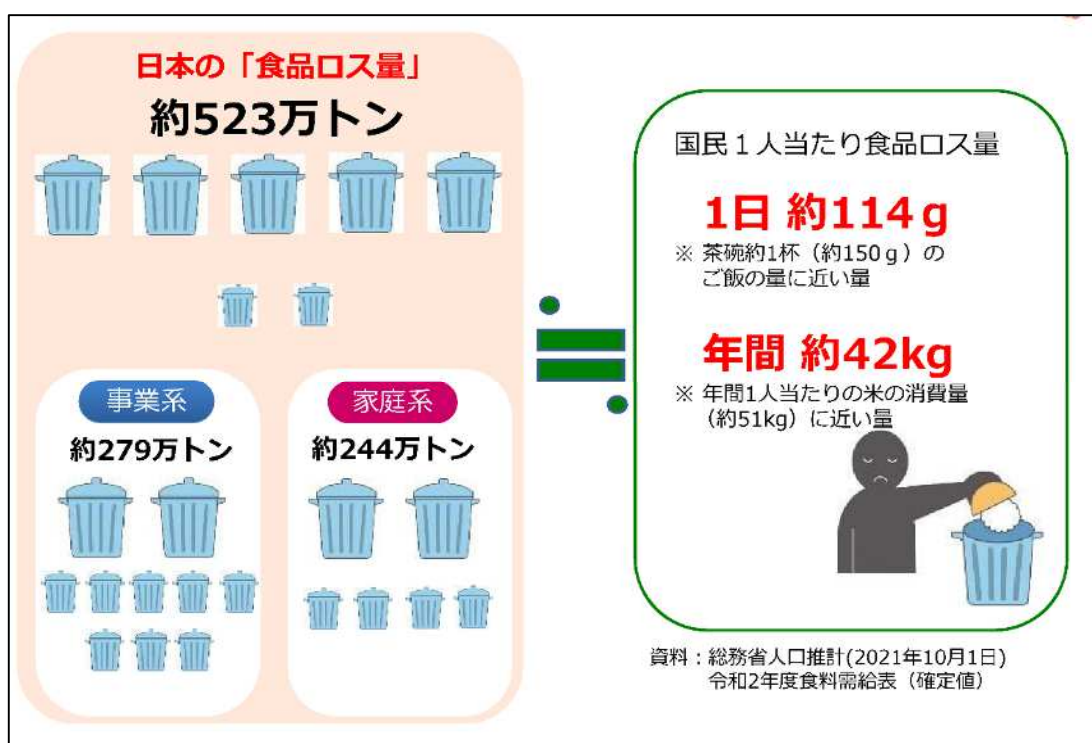 日本の「食品ロス量」
約523万トン
事業系
約279万トン
家庭系
約244万トン
国民１人当たり食品ロス量
1日 約114ｇ
※ 茶碗約1杯（約150ｇ）の
ご飯の量に近い量
年間 約42kg
※ 年間1人当たりの米の消費量
（約51kg）に近い量
資料：総務省人口推計(2021年10月1日)
令和2年度食料需給表（確定値）